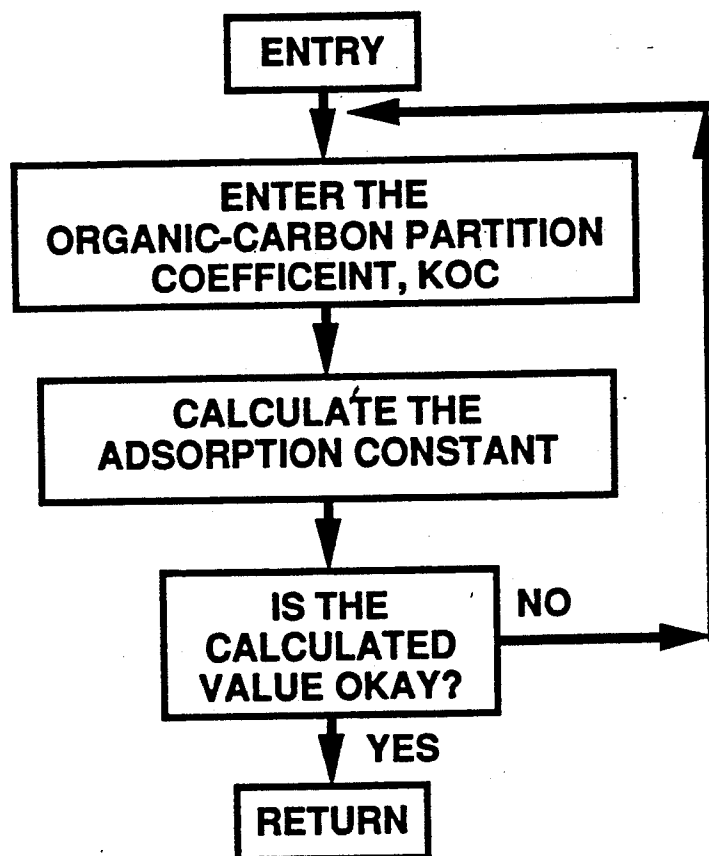 ENTRY
ENTER THE
ORGANIC-CARBON PARTITION
COEFFICEINT, KOC
CALCULATE THE
ADSORPTION CONSTANT
IS THE
CALCULATED
VALUE OKAY?
NO
YES
RETURN